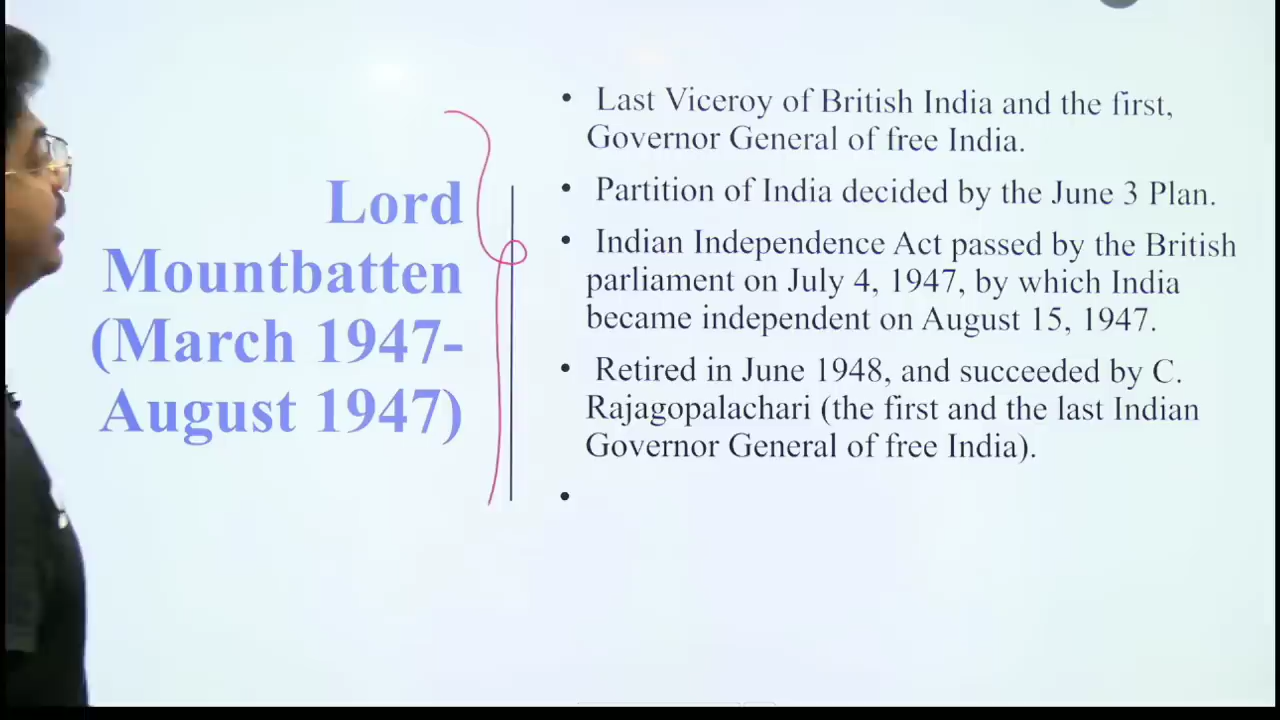 Lord
Mountbatten
(March 1947-
August 1947)
• Last Viceroy of British India and the first,
Governor General of free India.
• Partition of India decided by the June 3 Plan.
• Indian Independence Act passed by the British
parliament on July 4, 1947, by which India
became independent on August 15, 1947.
• Retired in June 1948, and succeeded by C.
Rajagopalachari (the first and the last Indian
Governor General of free India).
•